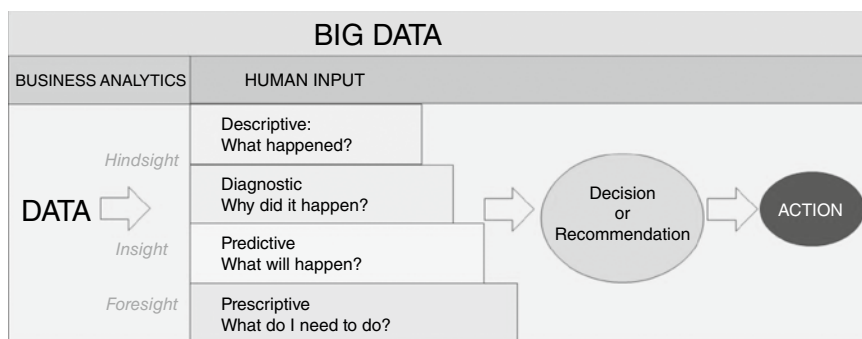 BIG DATA
BUSINESS ANALYTICS
HUMAN INPUT
Descriptive:
What happened?
Hindsight
Diagnostic
Why did it happen?
DATA
Insight
Predictive
What will happen?
Foresight
Prescriptive
What do I need to do?
Decision
or
Recommendation
ACTION